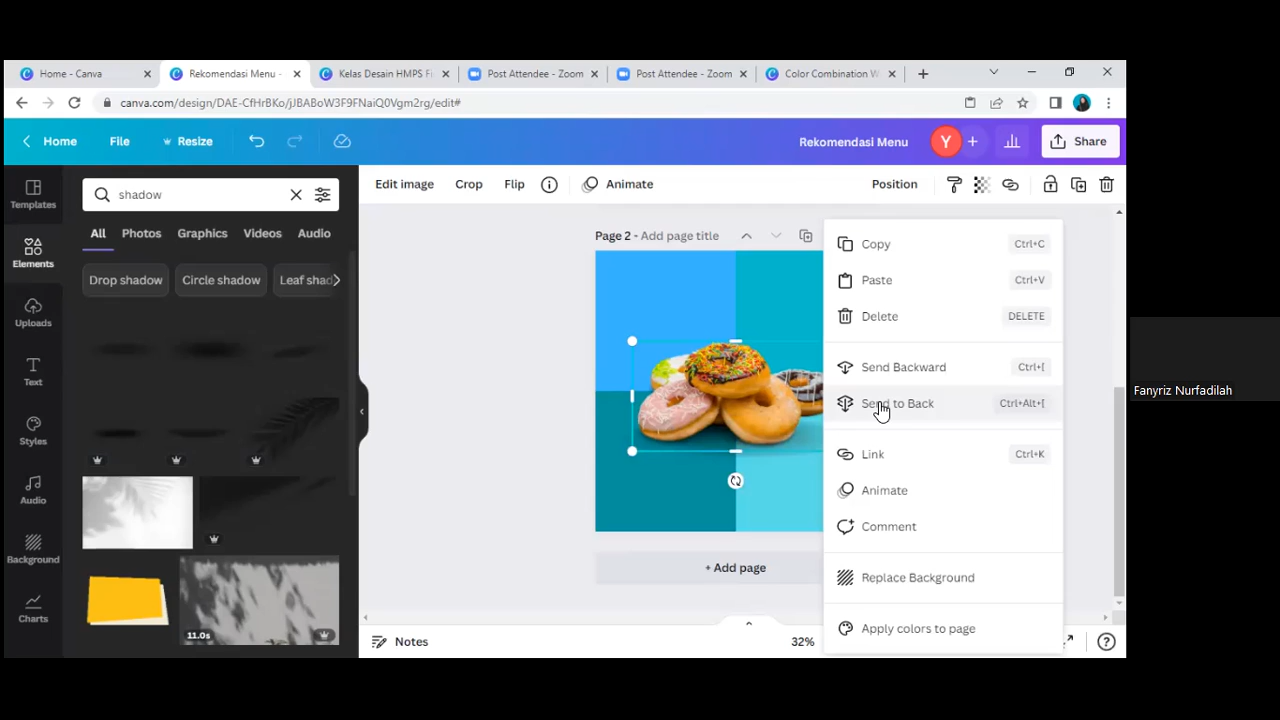 Home - Canva
Rekomendasi Menu -
Kelas Desain HMPS Fi
Post Attendee - Zoom
Post Attendee - Zoom
Color Combination W
canva.com/design/DAE-CfHrBKo/jJBABoW3F9FNaiQ0Vgm2rg/edit#
Home
File
Resize
Rekomendasi Menu
Y
Share
Templates
Elements
Uploads
Text
Styles
Audio
Background
Charts
shadow
All
Photos
Graphics
Videos
Audio
Drop shadow
Circle shadow
Leaf shad
11.0s
Edit image
Crop
Flip
Animate
Position
Page 2 - Add page title
Copy Ctrl+C
Paste Ctrl+V
Delete DELETE
Send Backward Ctrl+[
Send to Back Ctrl+Alt+[
Link Ctrl+K
Animate
Comment
Replace Background
Apply colors to page
+ Add page
Notes
32%
Fanyriz Nurfadilah